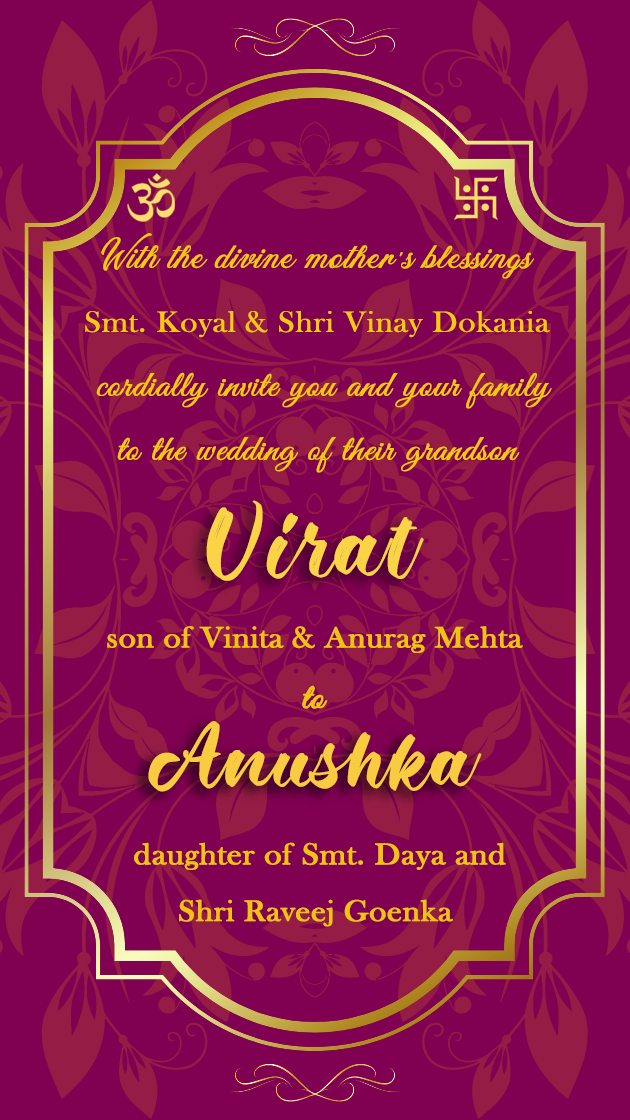 ॐ 卐
With the divine mother's blessings
Smt. Koyal & Shri Vinay Dokania
cordially invite you and your family
to the wedding of their grandson
Virat
son of Vinita & Anurag Mehta
to
Anushka
daughter of Smt. Daya and
Shri Raveej Goenka